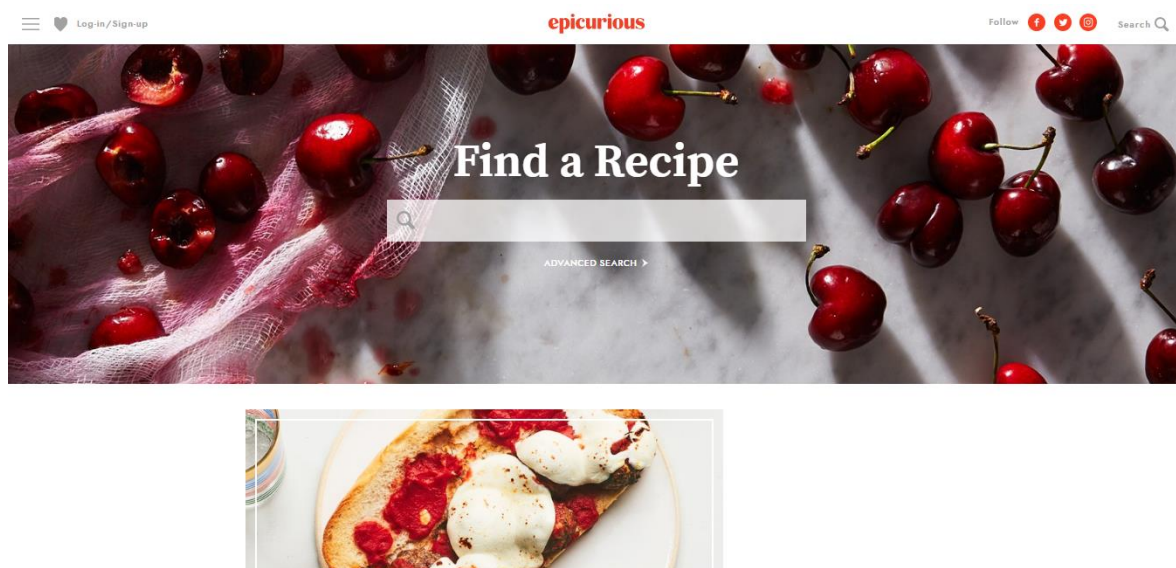 Log-in/Sign-up
epicurious
Follow
Search
Find a Recipe
ADVANCED SEARCH